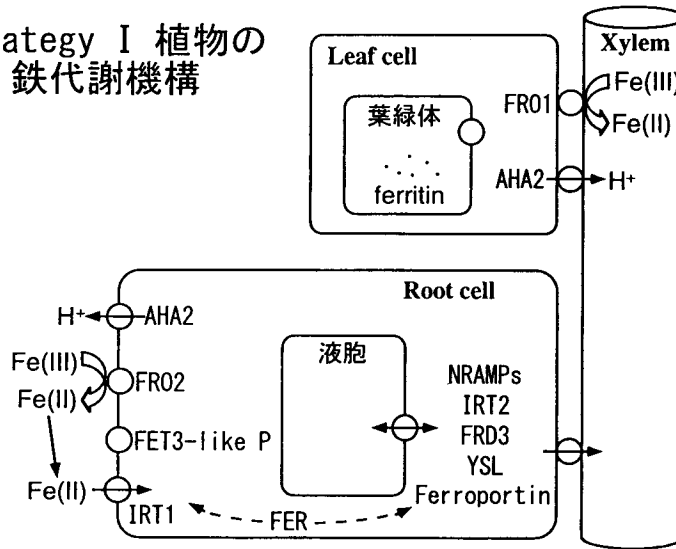 ategy I 植物の
鉄代謝機構
Leaf cell
葉緑体
ferritin
FRO1
AHA2
Xylem
Fe(III)
Fe(II)
H⁺
Root cell
H⁺
AHA2
Fe(III)
Fe(II)
FRO2
FET3-like P
Fe(II)
IRT1
液胞
FER
NRAMPs
IRT2
FRD3
YSL
Ferroportin